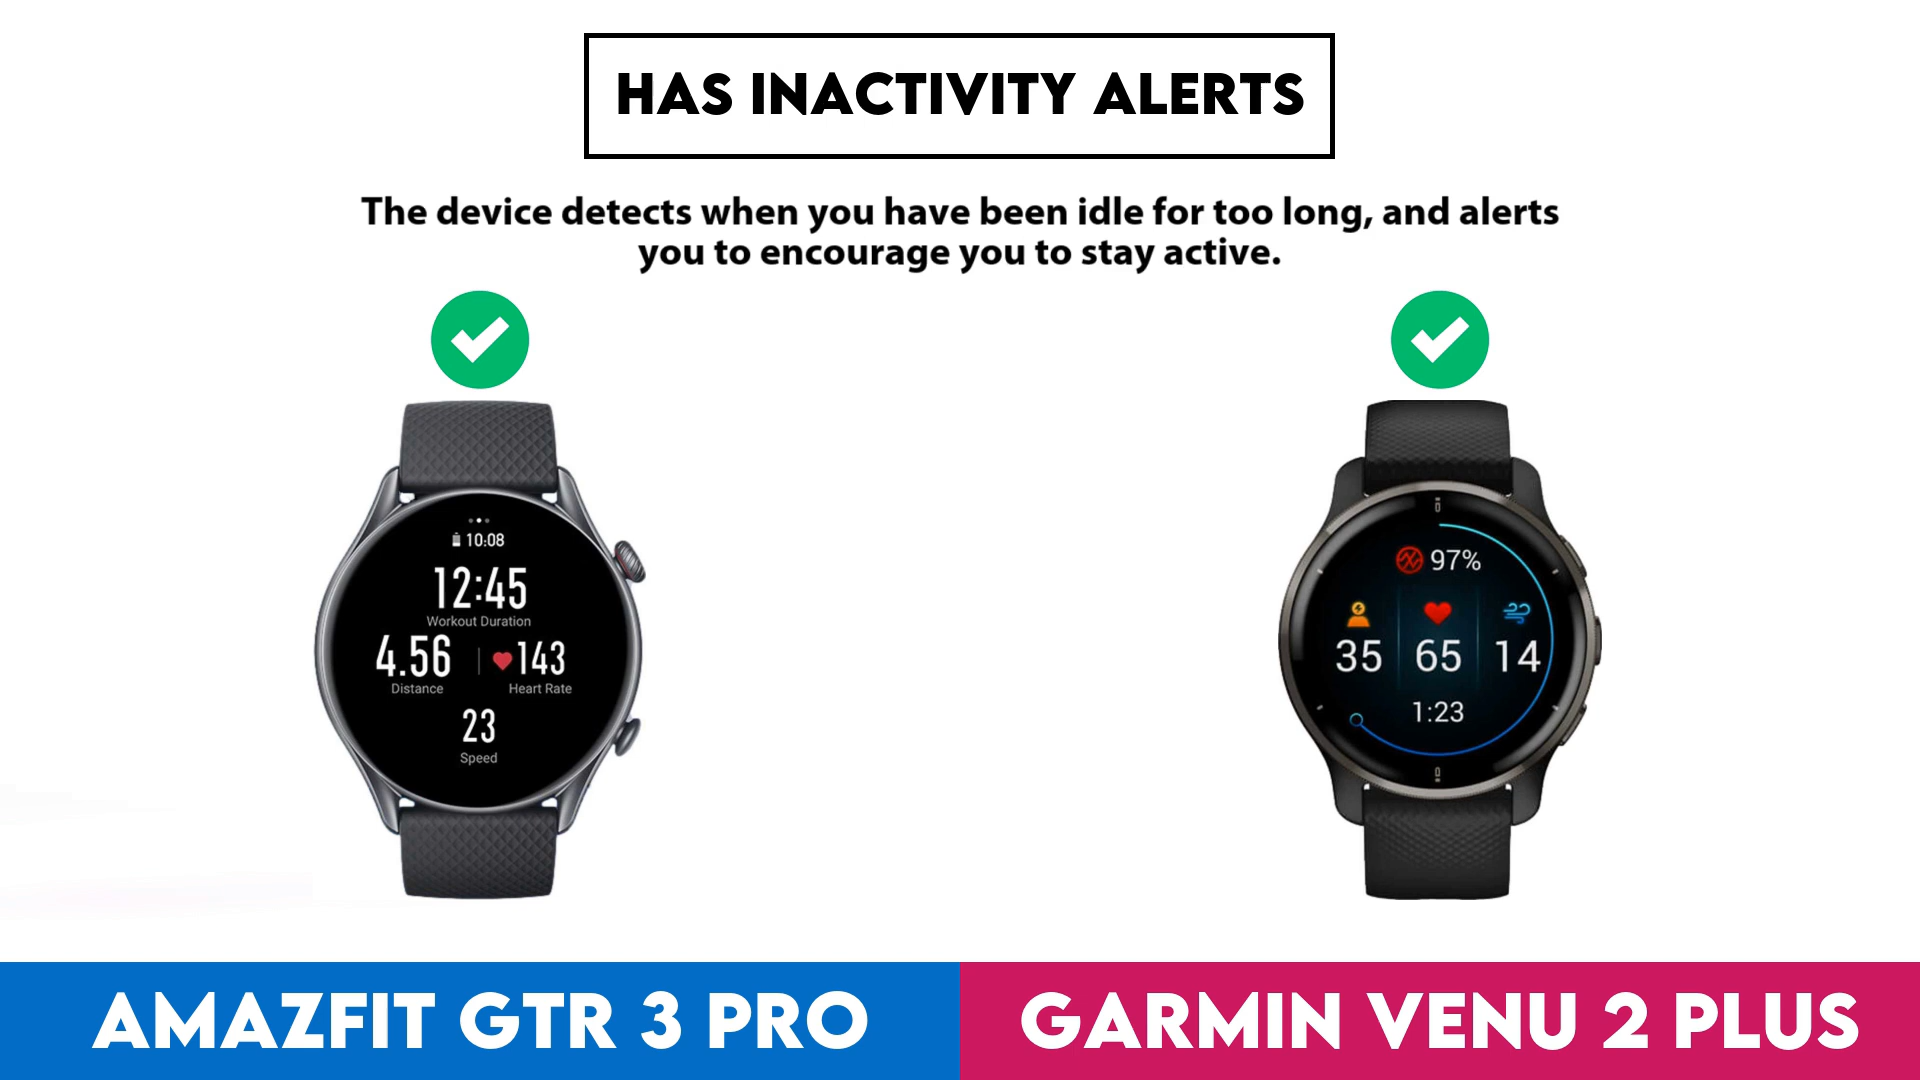 HAS INACTIVITY ALERTS
The device detects when you have been idle for too long, and alerts
you to encourage you to stay active.
10:08
12:45
Workout Duration
4.56 143
Distance Heart Rate
23
Speed
97%
35 65 14
1:23
AMAZFIT GTR 3 PRO
GARMIN VENU 2 PLUS